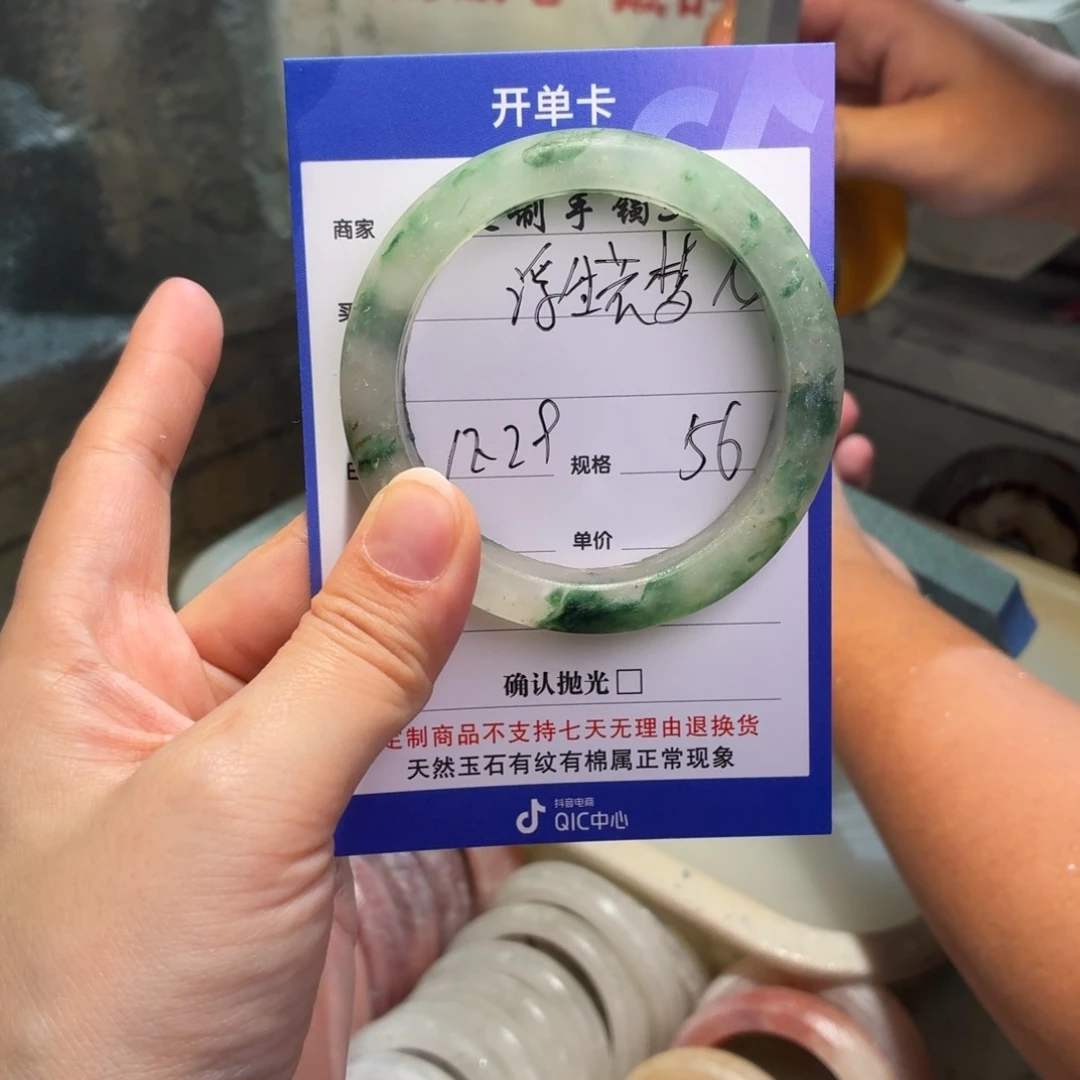 开单卡
商家 制手镯
浮生若梦
12.29 规格 56
单价
确认抛光□
定制商品不支持七天无理由退换货
天然玉石有纹有棉属正常现象
抖音电商
QIC中心